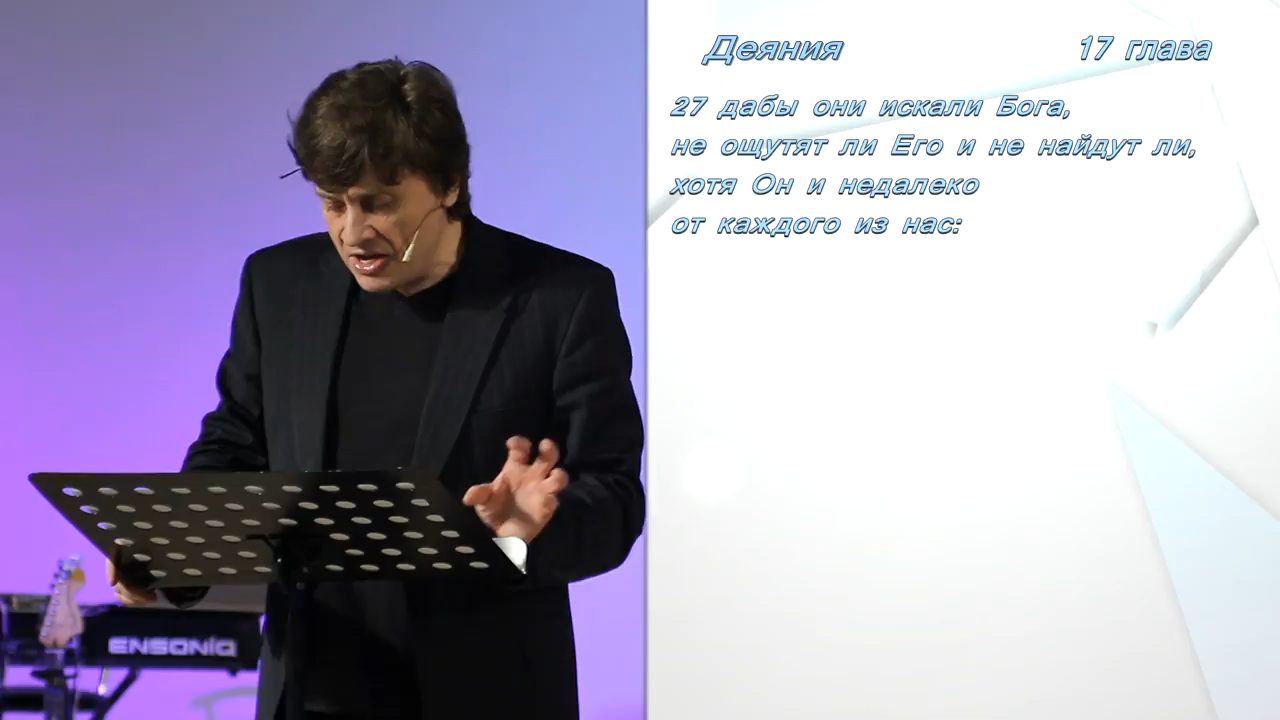 Деяния 17 глава
27 дабы они искали Бога,
не ощутят ли Его и не найдут ли,
хотя Он и недалеко
от каждого из нас:
ENSONIQ